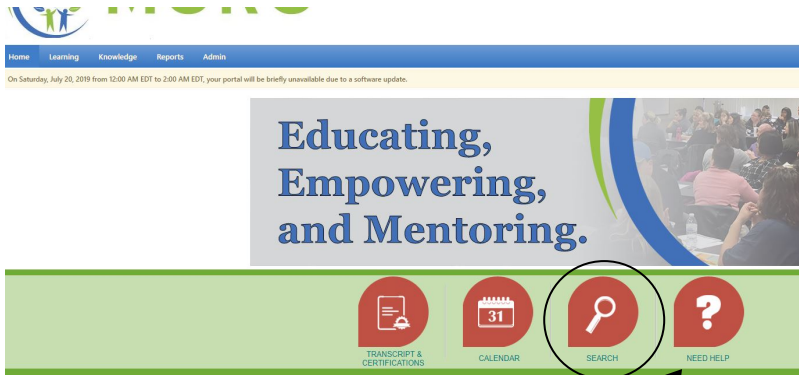 Home Learning Knowledge Reports Admin
On Saturday, July 20, 2019 from 12:00 AM EDT to 2:00 AM EDT, your portal will be briefly unavailable due to a software update.
Educating,
Empowering,
and Mentoring.
31
?
TRANSCRIPT &
CERTIFICATIONS
CALENDAR
SEARCH
NEED HELP